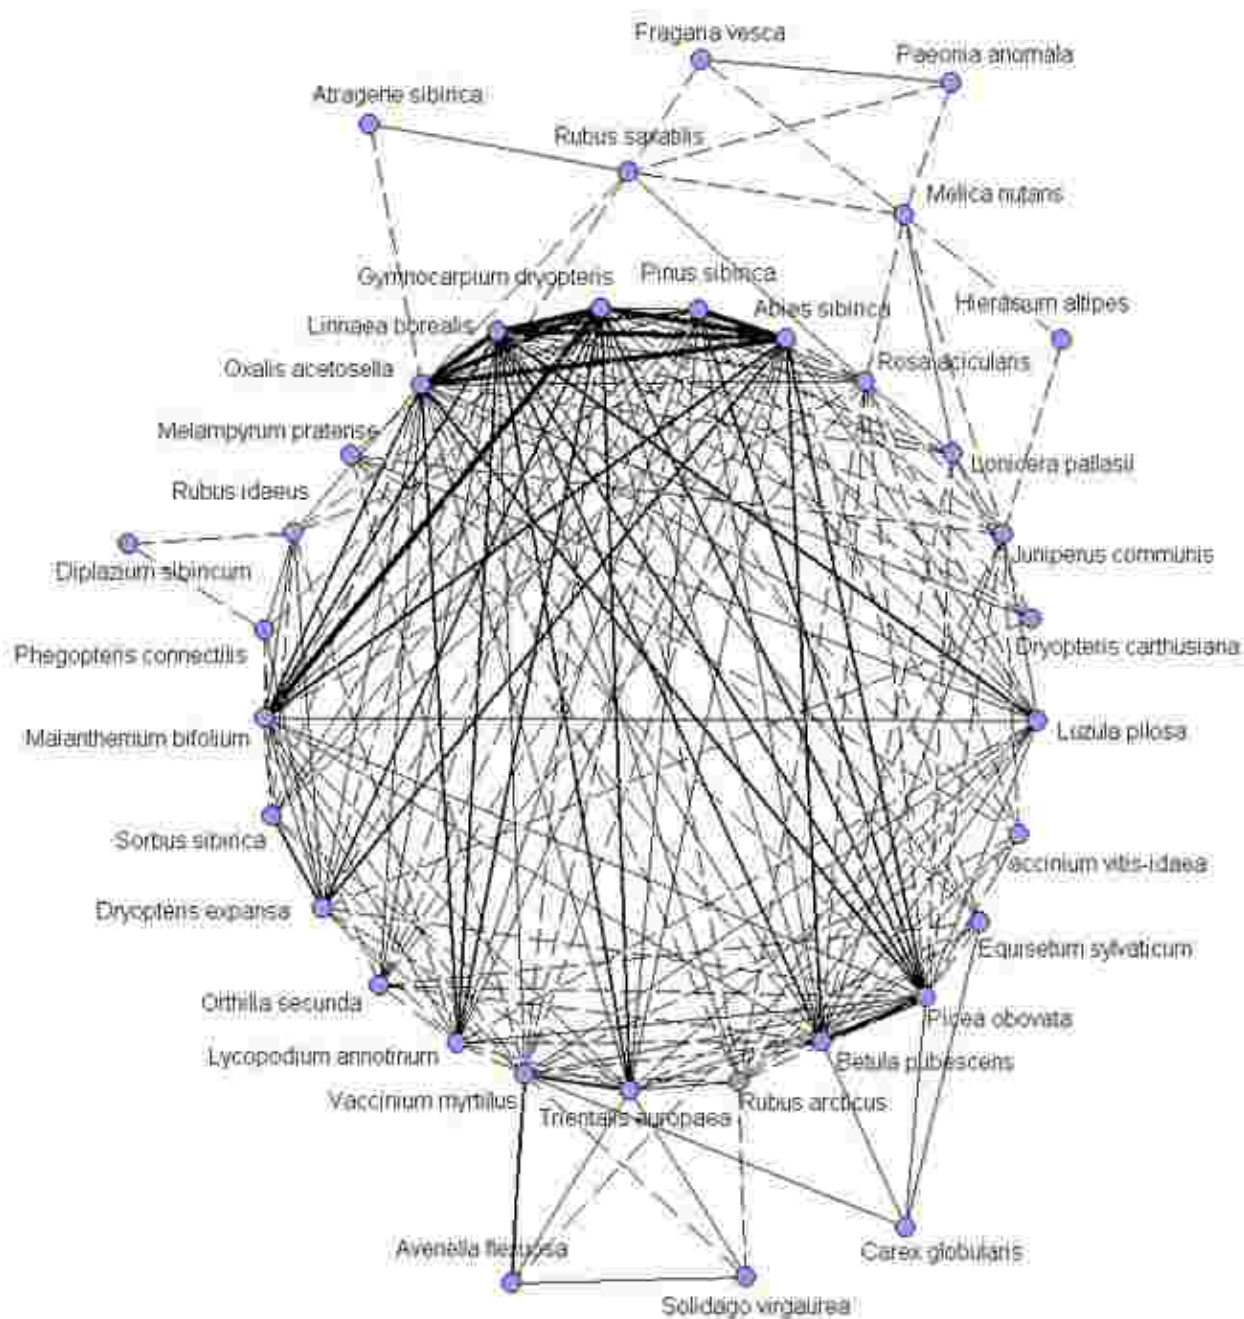 Fragaria vesca
Paeonia anomala
Atragene sibirica
Rubus saxatilis
Melica nutans
Gymnocarpium dryopteris
Pinus sibirica
Abies sibirica
Hieracium altipes
Linnaea borealis
Rosa acicularis
Oxalis acetosella
Melampyrum pratense
Lonicera pallasii
Rubus idaeus
Juniperus communis
Diplazium sibiricum
Dryopteris carthusiana
Phegopteris connectilis
Maianthemum bifolium
Luzula pilosa
Sorbus sibirica
accinium vitis-idaea
Dryopteris expansa
Equisetum sylvaticum
Orthilia secunda
Picea obovata
Lycopodium annotinum
Betula pubescens
Vaccinium myrtillus
Rubus arcticus
Trientalis europaea
Avenella flexuosa
Carex globularis
Solidago virgaurea